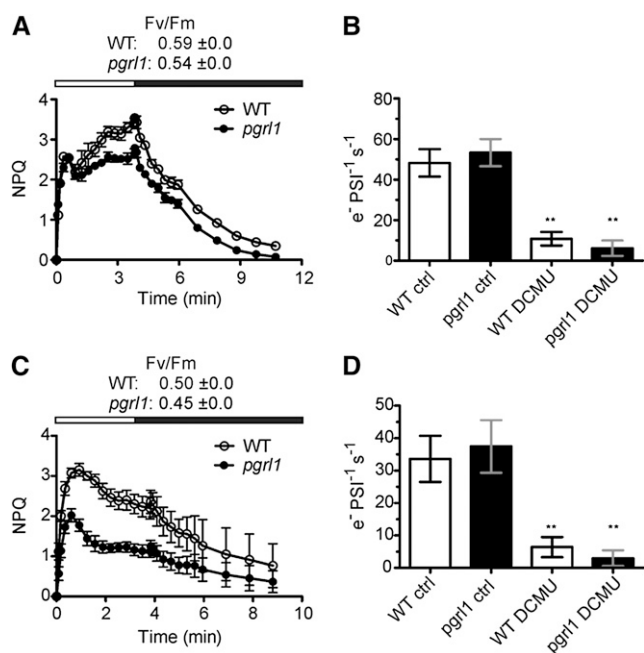 A
Fv/Fm
WT: 0.59 ±0.0
pgrl1: 0.54 ±0.0
4
3
2
1
0
NPQ
WT
pgrl1
0 3 6 9 12
Time (min)
B
80
60
40
20
0
e⁻ PSI⁻¹ s⁻¹
** **
WT ctrl
pgrl1 ctrl
WT DCMU
pgrl1 DCMU
C
Fv/Fm
WT: 0.50 ±0.0
pgrl1: 0.45 ±0.0
4
3
2
1
0
NPQ
WT
pgrl1
0 2 4 6 8 10
Time (min)
D
50
40
30
20
10
0
e⁻ PSI⁻¹ s⁻¹
** **
WT ctrl
pgrl1 ctrl
WT DCMU
pgrl1 DCMU